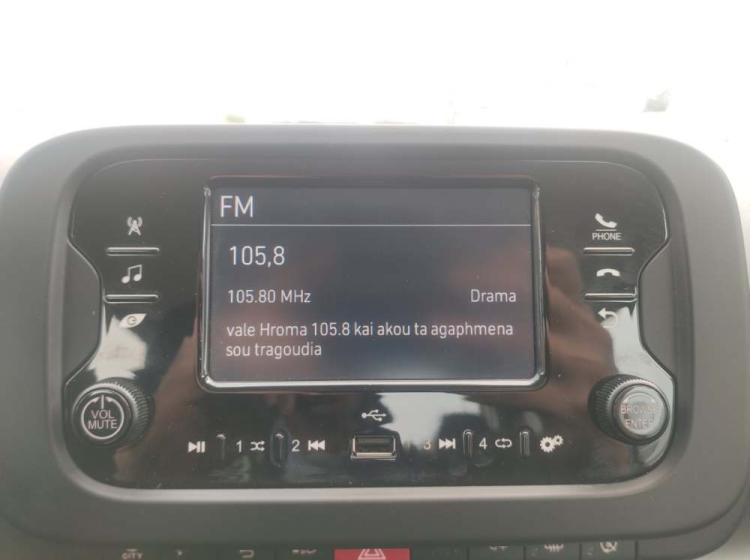 FM
105,8
105.80 MHz Drama
vale Hroma 105.8 kai akou ta agaphmena
sou tragoudia
PHONE
VOL
MUTE
BROWSE
ENTER
1 2 3 4
CITY